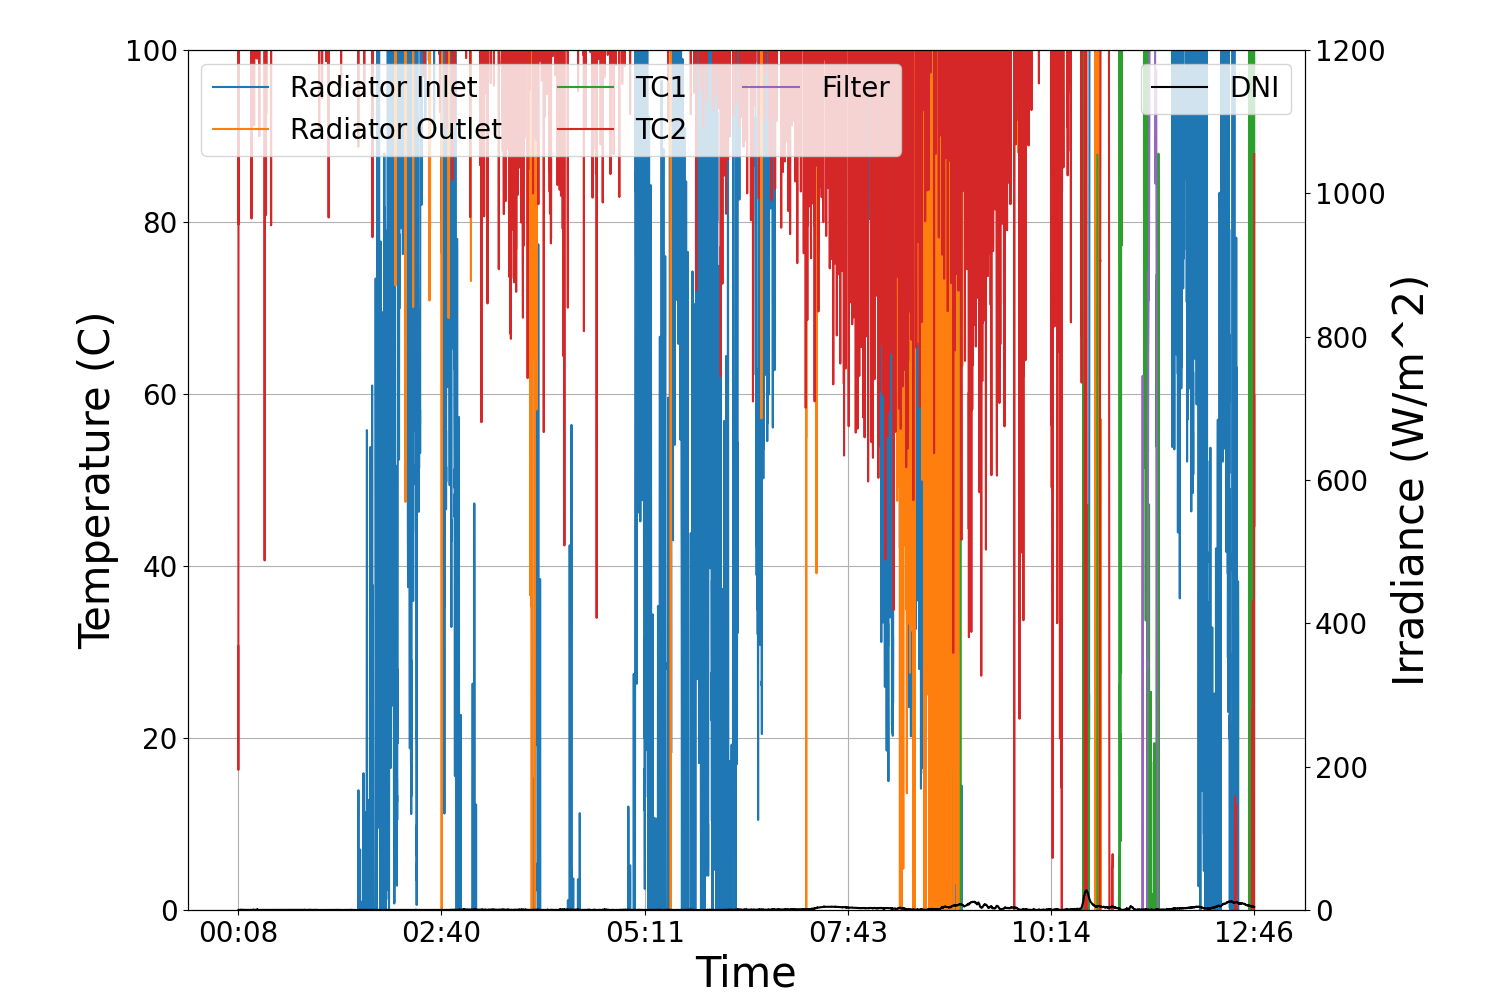 100
80
60
40
20
0
Temperature (C)
Radiator Inlet
Radiator Outlet
TC1
TC2
Filter
DNI
1200
1000
800
600
400
200
0
Irradiance (W/m^2)
00:08 02:40 05:11 07:43 10:14 12:46
Time